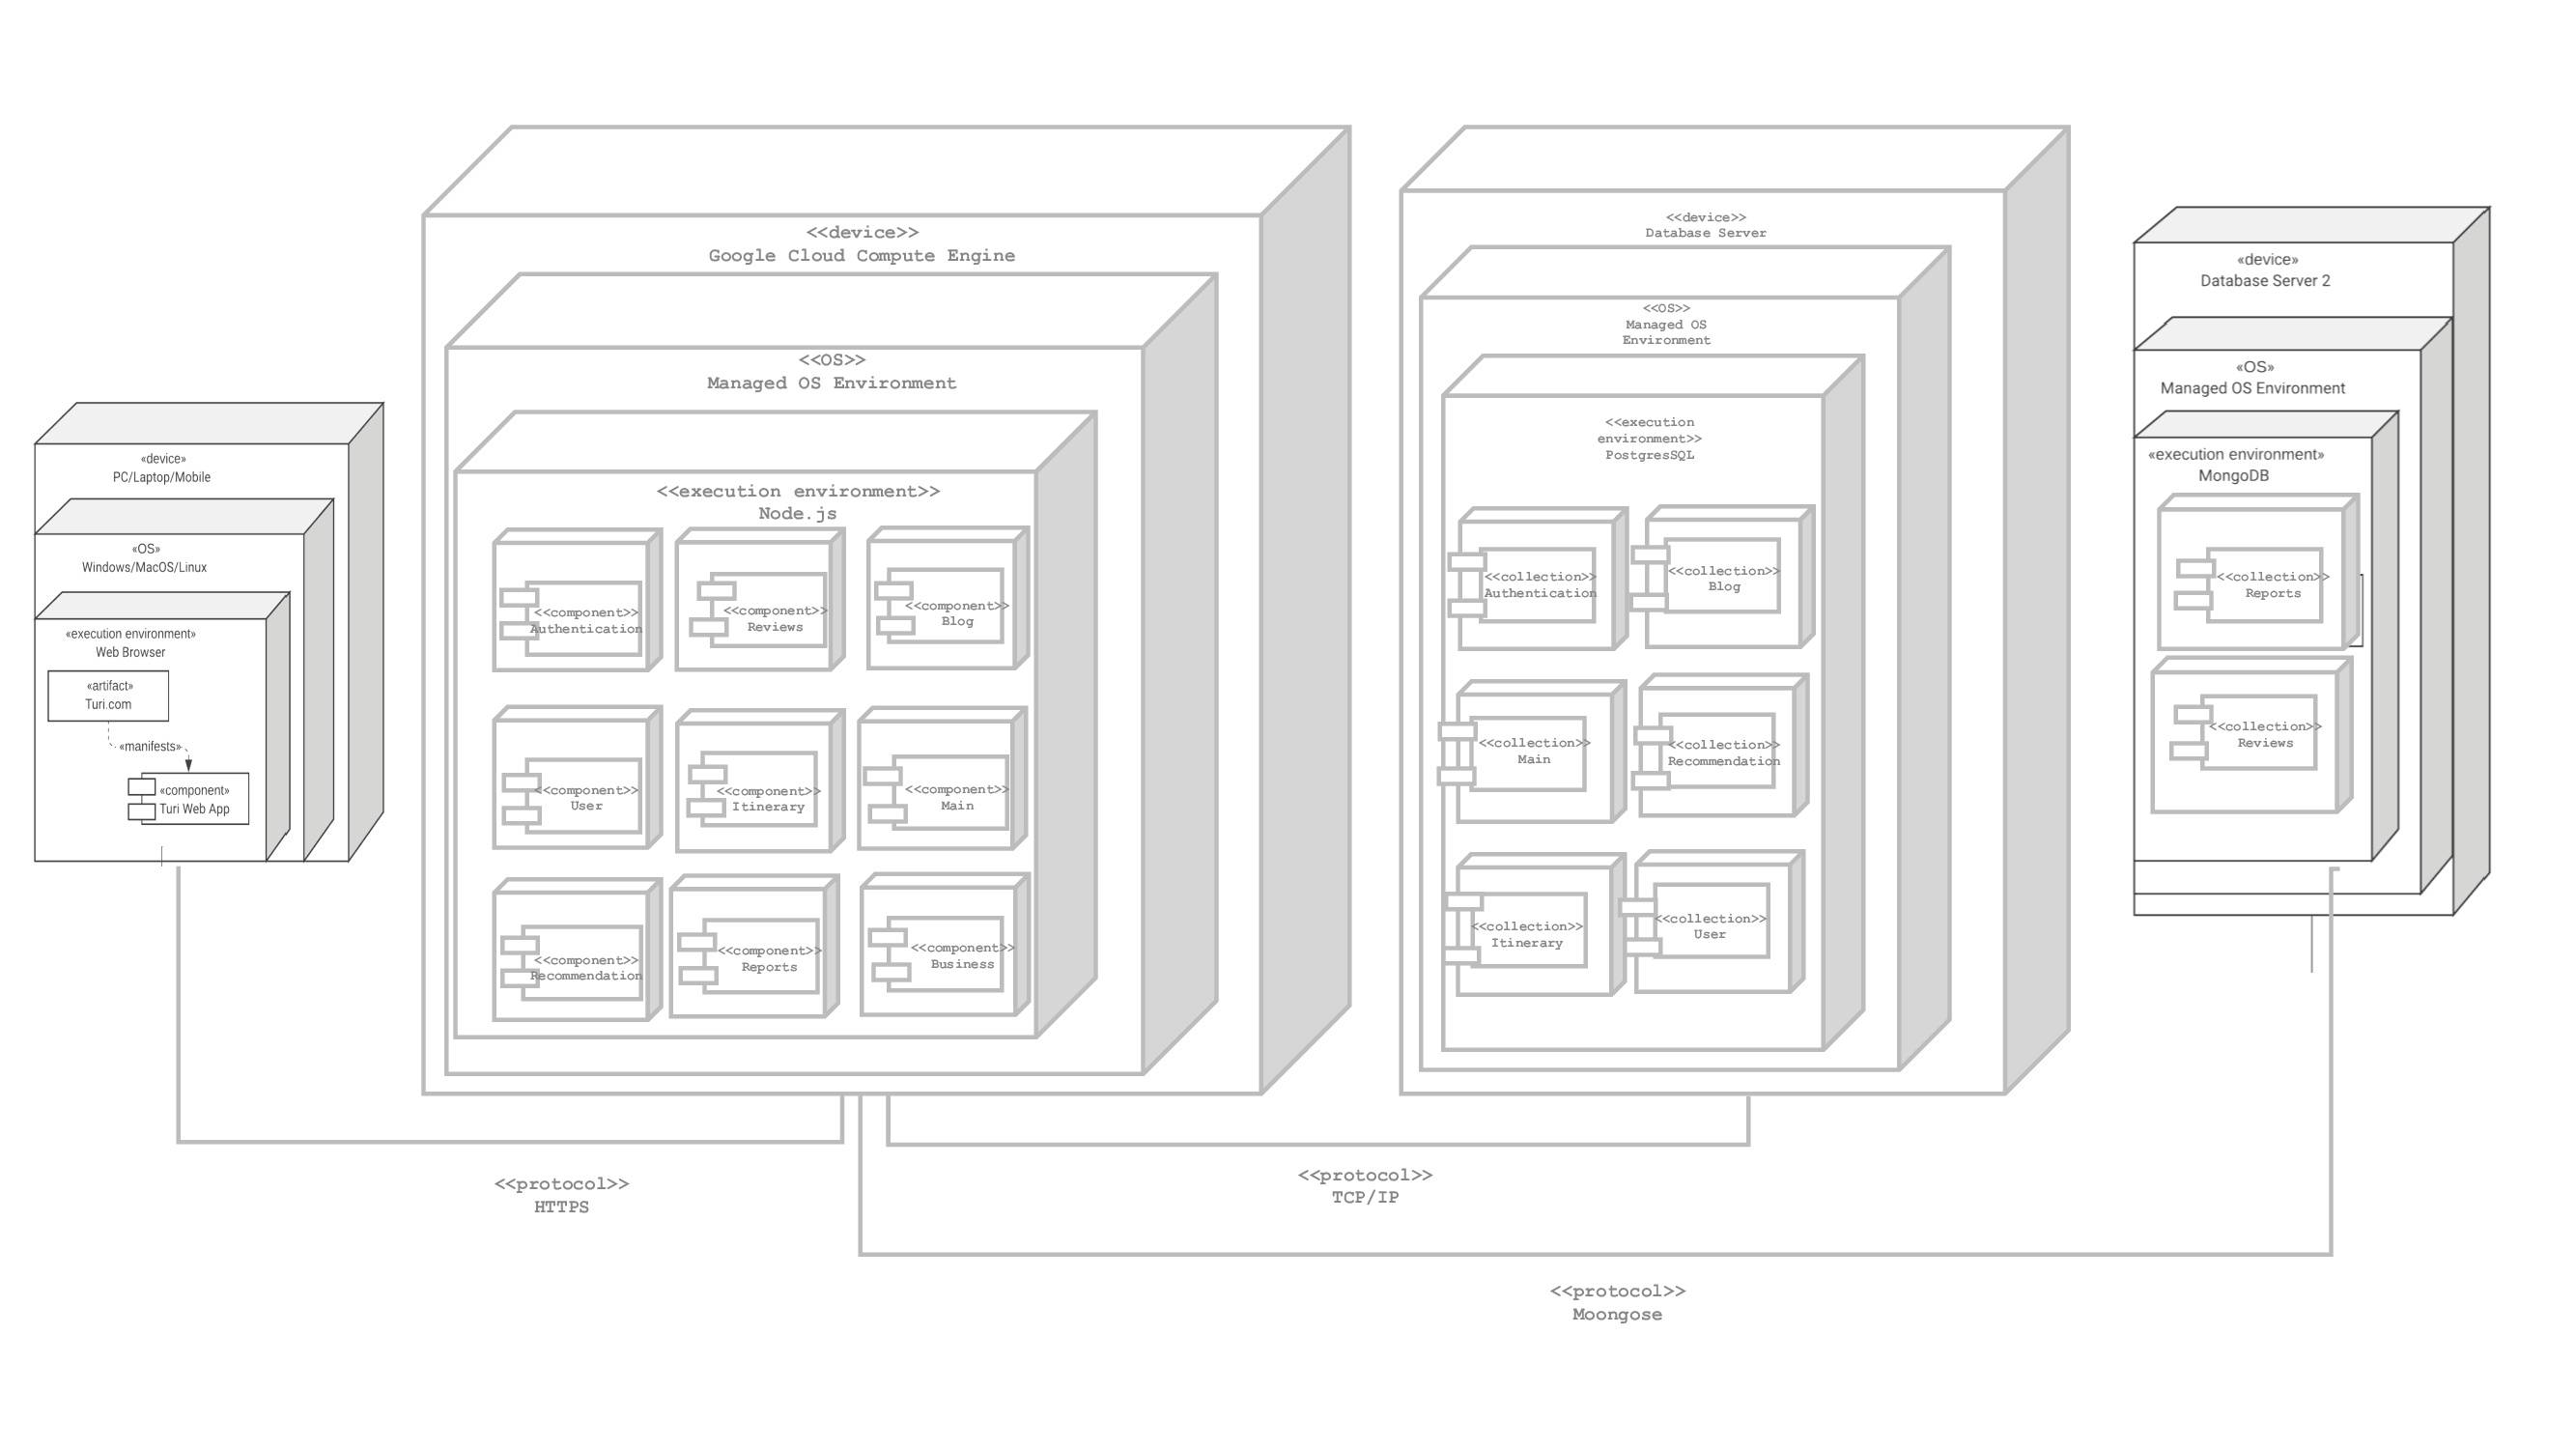 «device»
PC/Laptop/Mobile
«OS»
Windows/MacOS/Linux
«execution environment»
Web Browser
«artifact»
Turi.com
«manifests»
«component»
Turi Web App
<<device>>
Google Cloud Compute Engine
<<OS>>
Managed OS Environment
<<execution environment>>
Node.js
<<component>>
Authentication
<<component>>
Reviews
<<component>>
Blog
<<component>>
User
<<component>>
Itinerary
<<component>>
Main
<<component>>
Recommendation
<<component>>
Reports
<<component>>
Business
<<device>>
Database Server
<<OS>>
Managed OS
Environment
<<execution
environment>>
PostgresSQL
<<collection>>
Authentication
<<collection>>
Blog
<<collection>>
Main
<<collection>>
Recommendation
<<collection>>
Itinerary
<<collection>>
User
«device»
Database Server 2
«OS»
Managed OS Environment
«execution environment»
MongoDB
<<collection>>
Reports
<<collection>>
Reviews
<<protocol>>
HTTPS
<<protocol>>
TCP/IP
<<protocol>>
Moongose